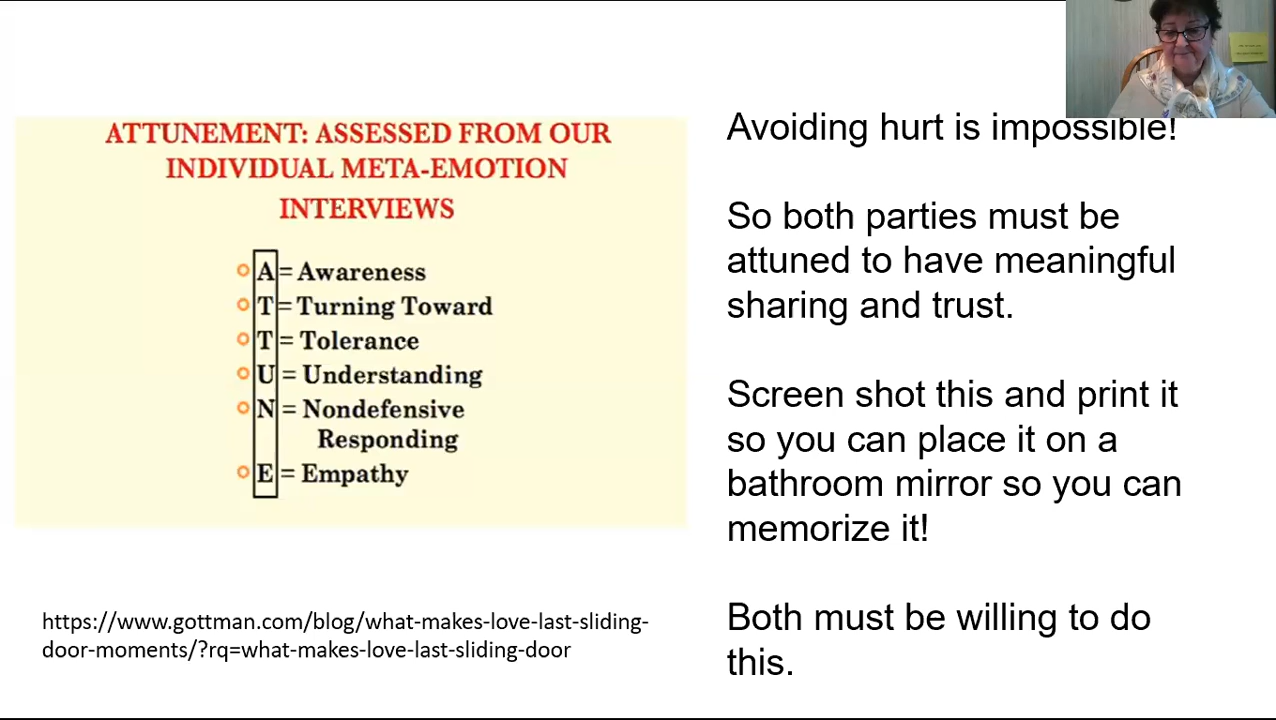 ATTUNEMENT: ASSESSED FROM OUR
INDIVIDUAL META-EMOTION
INTERVIEWS
A = Awareness
T = Turning Toward
T = Tolerance
U = Understanding
N = Nondefensive
Responding
E = Empathy
https://www.gottman.com/blog/what-makes-love-last-sliding-
door-moments/?rq=what-makes-love-last-sliding-door
Avoiding hurt is impossible!
So both parties must be
attuned to have meaningful
sharing and trust.
Screen shot this and print it
so you can place it on a
bathroom mirror so you can
memorize it!
Both must be willing to do
this.